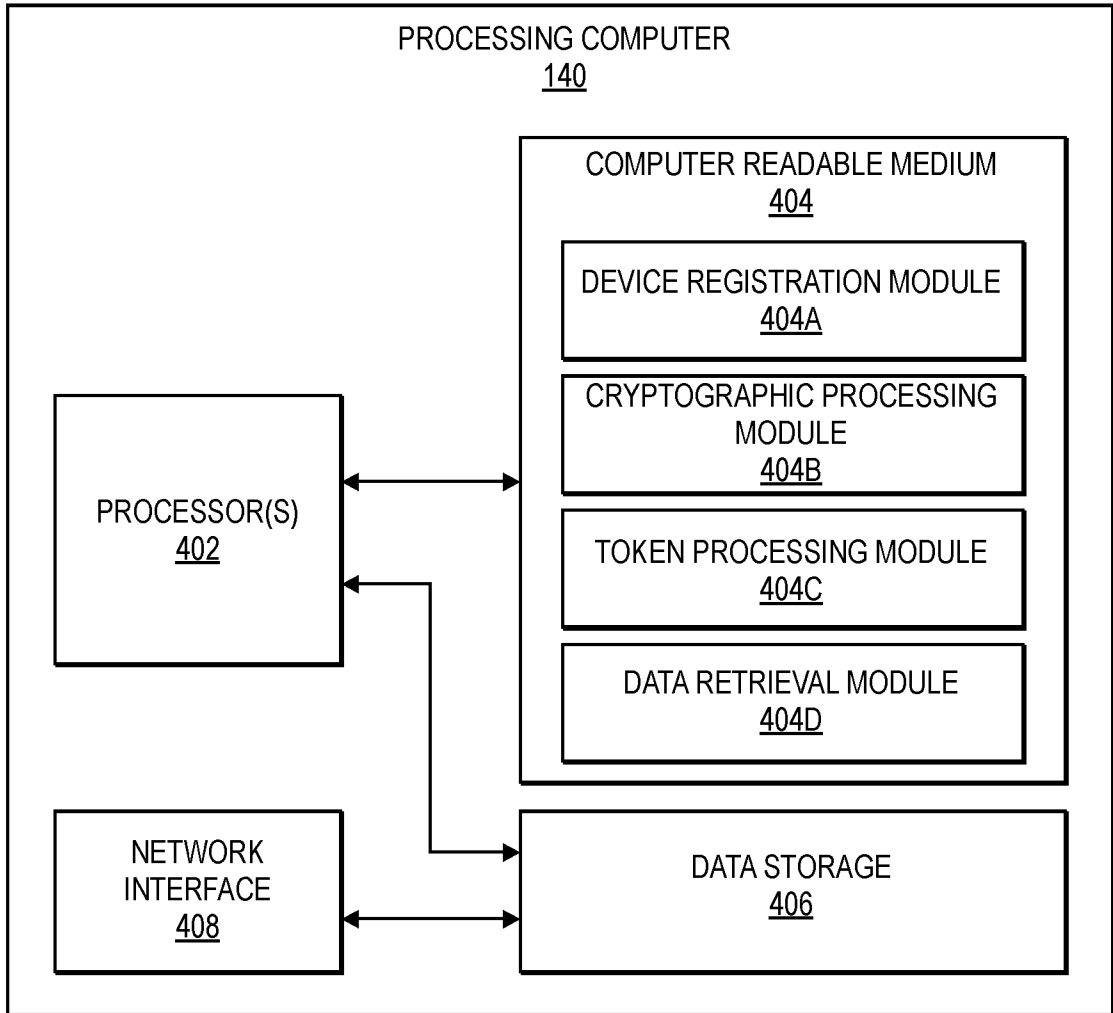 PROCESSING COMPUTER
140
COMPUTER READABLE MEDIUM
404
DEVICE REGISTRATION MODULE
404A
CRYPTOGRAPHIC PROCESSING
MODULE
404B
TOKEN PROCESSING MODULE
404C
DATA RETRIEVAL MODULE
404D
PROCESSOR(S)
402
NETWORK
INTERFACE
408
DATA STORAGE
406